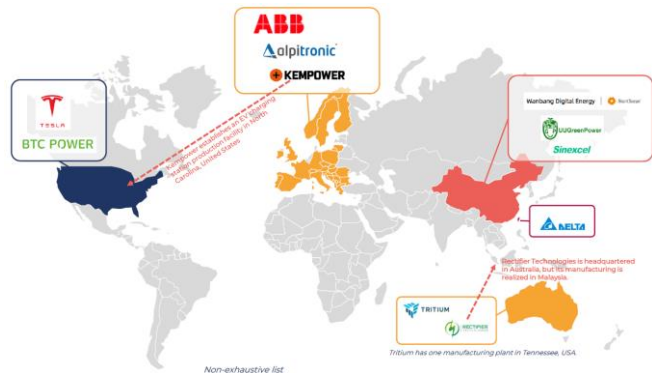 ABB
alpitronic
KEMPOWER
TESLA
BTC POWER
Kempower establishes an EV charging
station production facility in North
Carolina, United States
Wanbang Digital Energy
UUGreenPower
Sinexcel
DELTA
Rectifier Technologies is headquartered
in Australia, but its manufacturing is
realized in Malaysia.
TRITIUM
RECTIFIER
Tritium has one manufacturing plant in Tennessee, USA.
Non-exhaustive list